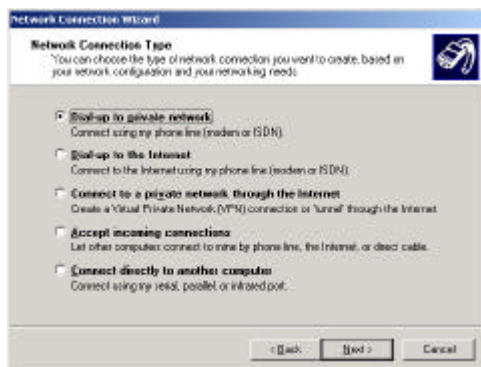 Network Connection Wizard
Network Connection Type
You can choose the type of network connection you want to create, based on
your network configuration and your networking needs.
Dial-up to private network
Connect using my phone line (modem or ISDN).
Dial-up to the Internet
Connect to the Internet using my phone line (modem or ISDN).
Connect to a private network through the Internet
Create a Virtual Private Network (VPN) connection or 'tunnel' through the Internet.
Accept incoming connections
Let other computers connect to mine by phone line, the Internet, or direct cable.
Connect directly to another computer
Connect using my serial, parallel, or infrared port.
< Back Next > Cancel